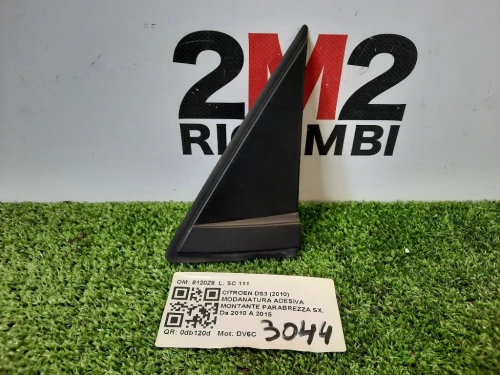 2M2
RICAMBI
OM: 8120Z8 L: SC 111
CITROEN DS3 (2010)
MODANATURA ADESIVA
MONTANTE PARABREZZA SX.
Da 2010 A 2015
QR: 0db120d Mot: DV6C
3044